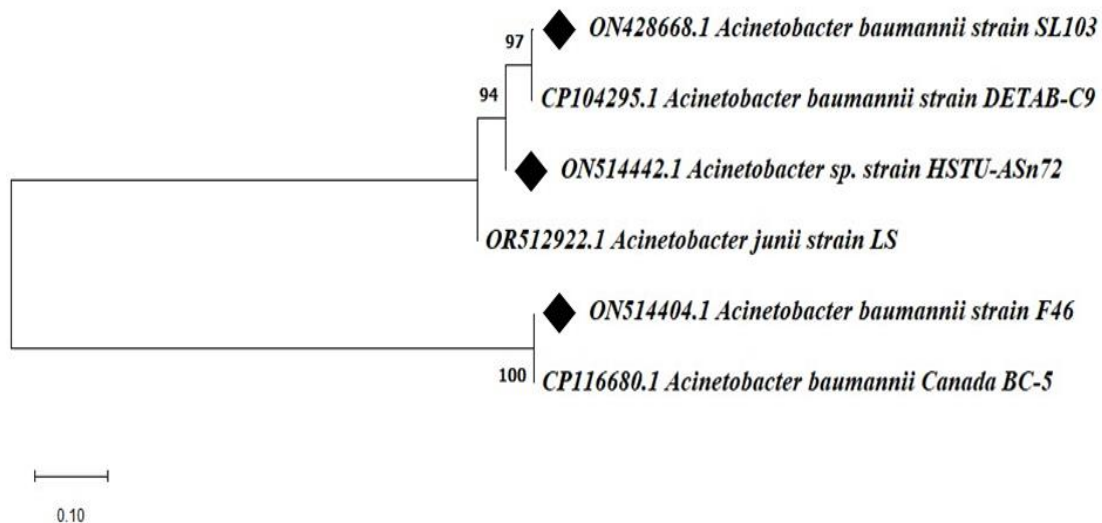 97
ON428668.1 Acinetobacter baumannii strain SL103
94
CP104295.1 Acinetobacter baumannii strain DETAB-C9
ON514442.1 Acinetobacter sp. strain HSTU-ASn72
OR512922.1 Acinetobacter junii strain LS
ON514404.1 Acinetobacter baumannii strain F46
100
CP116680.1 Acinetobacter baumannii Canada BC-5
0.10